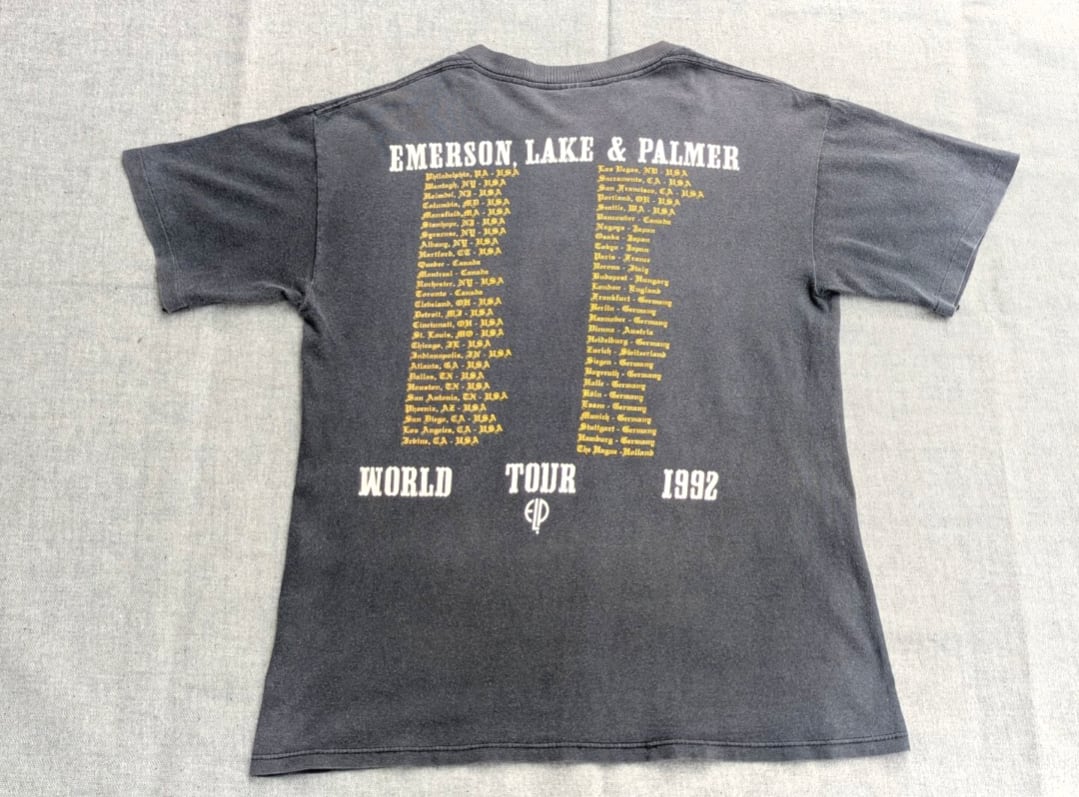 EMERSON, LAKE & PALMER
Philadelphia, PA - USA
Wantagh, NY - USA
Holmdel, NJ - USA
Columbia, MD - USA
Mansfield, MA - USA
Stanhope, NJ - USA
Syracuse, NY - USA
Albany, NY - USA
Hartford, CT - USA
Quebec - Canada
Montreal - Canada
Rochester, NY - USA
Toronto - Canada
Cleveland, OH - USA
Detroit, MI - USA
Cincinnati, OH - USA
St. Louis, MO - USA
Chicago, IL - USA
Indianapolis, IN - USA
Atlanta, GA - USA
Dallas, TX - USA
Houston, TX - USA
San Antonio, TX - USA
Phoenix, AZ - USA
San Diego, CA - USA
Los Angeles, CA - USA
Irvine, CA - USA
Las Vegas, NV - USA
Sacramento, CA - USA
San Francisco, CA - USA
Portland, OR - USA
Seattle, WA - USA
Vancouver - Canada
Nagoya - Japan
Osaka - Japan
Tokyo - Japan
Paris - France
Verona - Italy
Budapest - Hungary
London - England
Frankfurt - Germany
Berlin - Germany
Hannover - Germany
Vienna - Austria
Heidelburg - Germany
Zurich - Switzerland
Siegen - Germany
Bayreuth - Germany
Halle - Germany
Köln - Germany
Essen - Germany
Munich - Germany
Stuttgart - Germany
Hamburg - Germany
The Hague - Holland
WORLD TOUR 1992
ELP